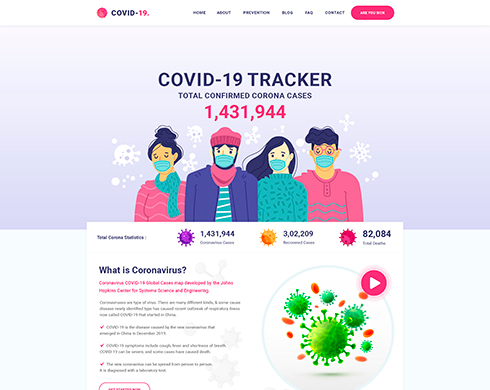 COVID-19.
HOME ABOUT PREVENTION BLOG FAQ CONTACT ARE YOU SICK
COVID-19 TRACKER
TOTAL CONFIRMED CORONA CASES
1,431,944
Total Corona Statistics :
1,431,944
Coronavirus Cases
3,02,209
Recovered Cases
82,084
Total Deaths
What is Coronavirus?
Coronavirus COVID-19 Global Cases map developed by the Johns
Hopkins Center for Systems Science and Engineering.
Coronaviruses are type of virus. There are many different kinds, & some cause
disease newly identified type has caused recent outbreak of respiratory illness
now called COVID-19 that started in China.
COVID-19 is the disease caused by the new coronavirus that
emerged in China in December 2019.
COVID-19 symptoms include cough, fever and shortness of breath.
COVID-19 can be severe, and some cases have caused death.
The new coronavirus can be spread from person to person.
It is diagnosed with a laboratory test.
GET STARTED NOW